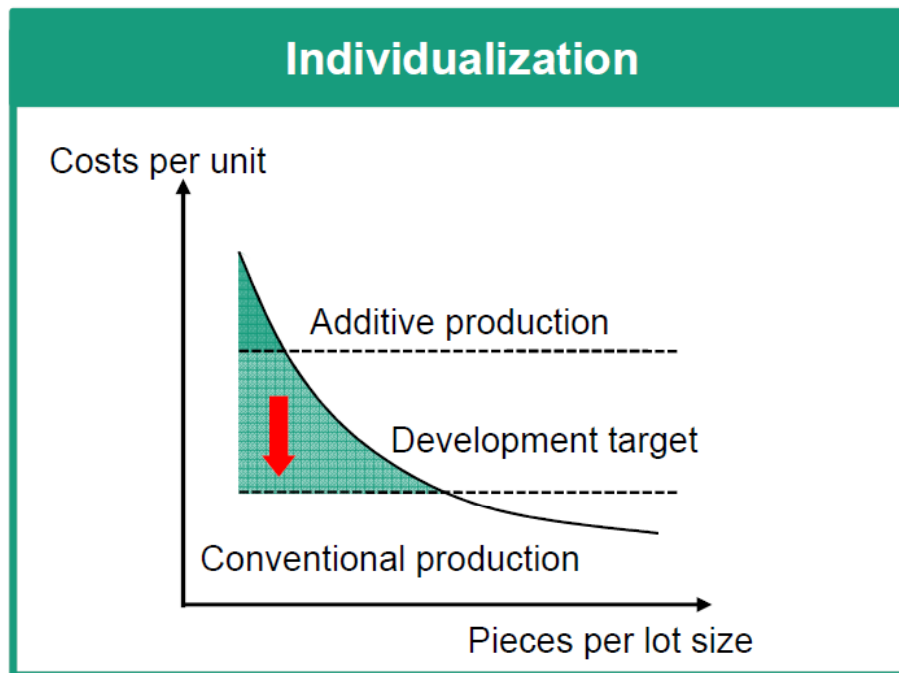 Individualization
Costs per unit
Additive production
Development target
Conventional production
Pieces per lot size